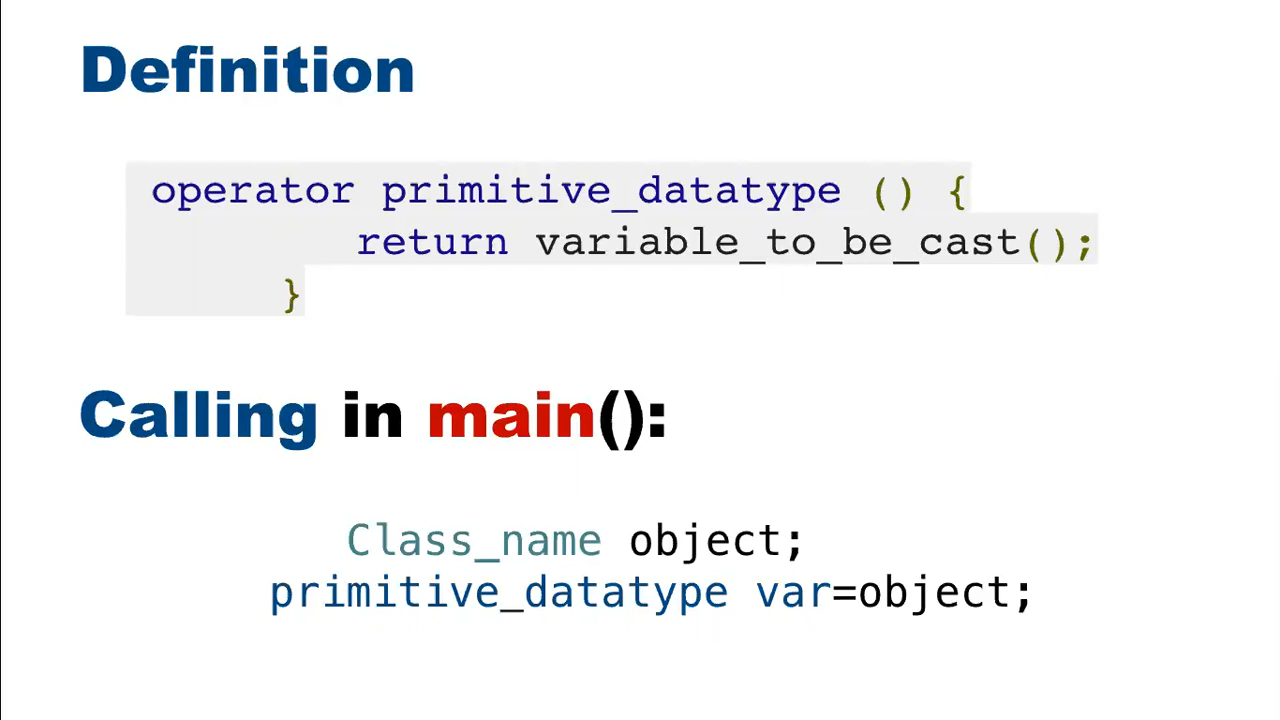 Definition
operator primitive_datatype () {
return variable_to_be_cast();
}
Calling in main():
Class_name object;
primitive_datatype var=object;